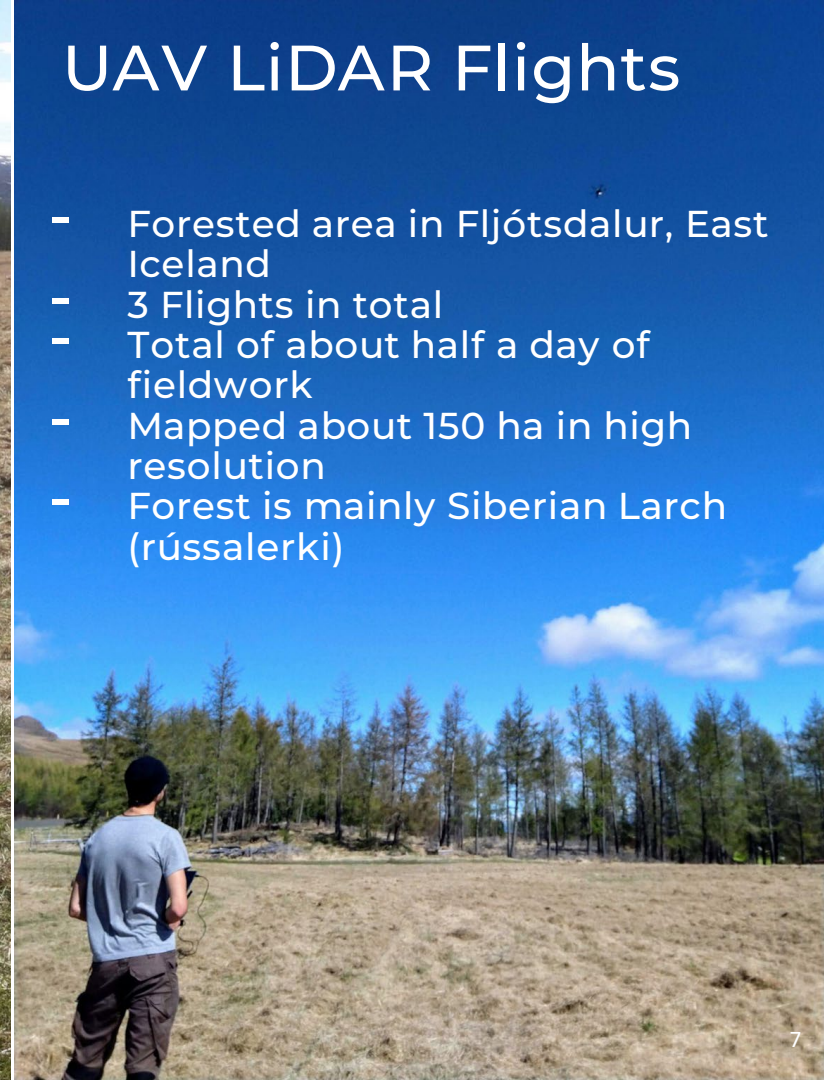 UAV LiDAR Flights
- Forested area in Fljótsdalur, East
Iceland
- 3 Flights in total
- Total of about half a day of
fieldwork
- Mapped about 150 ha in high
resolution
- Forest is mainly Siberian Larch
(rússalerki)
7